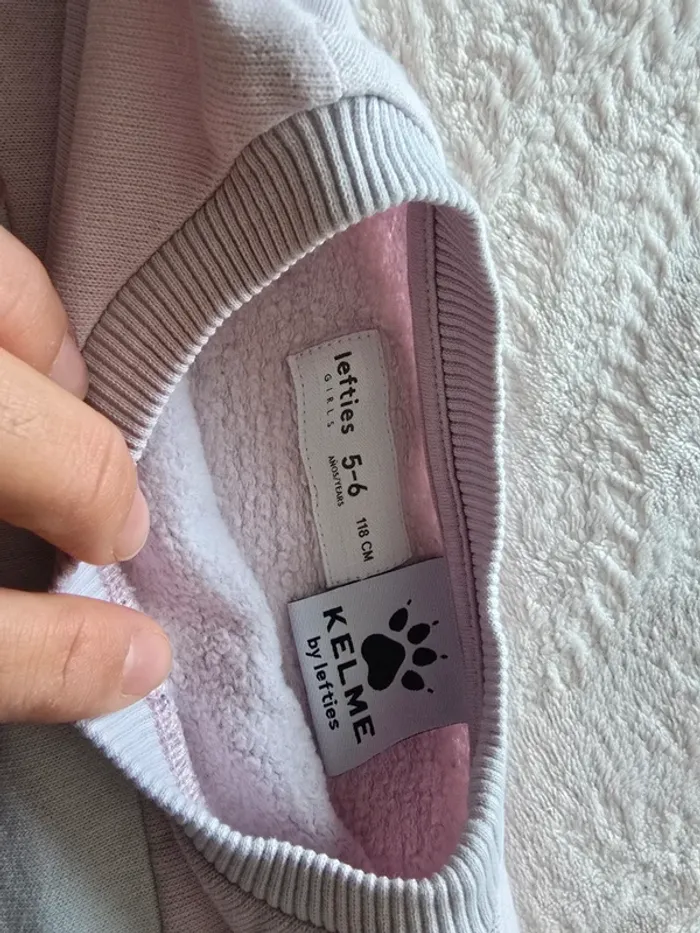 lefties
GIRLS
5-6
AÑOS/YEARS
118 CM
KELME
by lefties